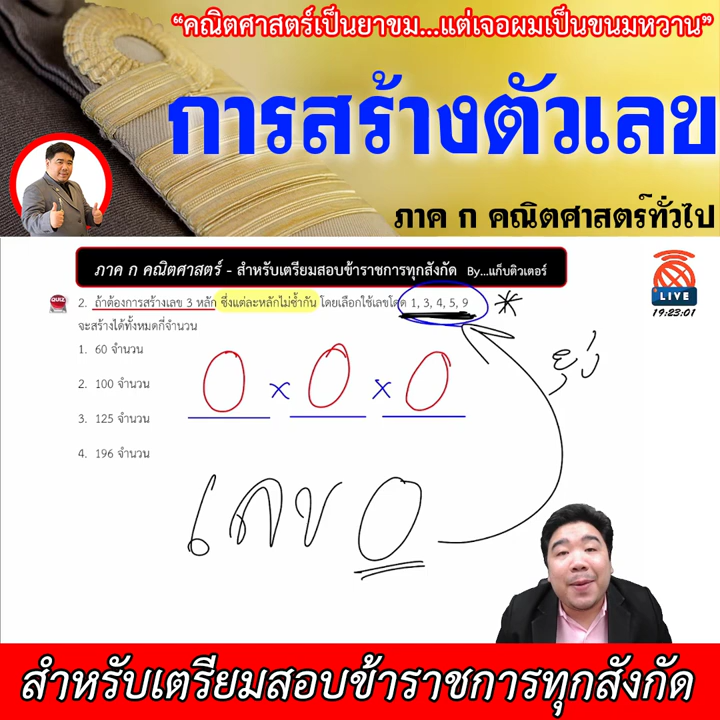 “คณิตศาสตร์เป็นยาขม...แต่เจอผมเป็นขนมหวาน”
การสร้างตัวเลข
ภาค ก คณิตศาสตร์ทั่วไป
ภาค ก คณิตศาสตร์ - สำหรับเตรียมสอบข้าราชการทุกสังกัด By...แก็บติวเตอร์
LIVE
19:23:01
QUIZ
2. ถ้าต้องการสร้างเลข 3 หลัก ซึ่งแต่ละหลักไม่ซ้ำกัน โดยเลือกใช้เลขโดด 1, 3, 4, 5, 9
จะสร้างได้ทั้งหมดกี่จำนวน
1. 60 จำนวน
2. 100 จำนวน
3. 125 จำนวน
4. 196 จำนวน
0 x 0 x 0
เลข 0
สำหรับเตรียมสอบข้าราชการทุกสังกัด